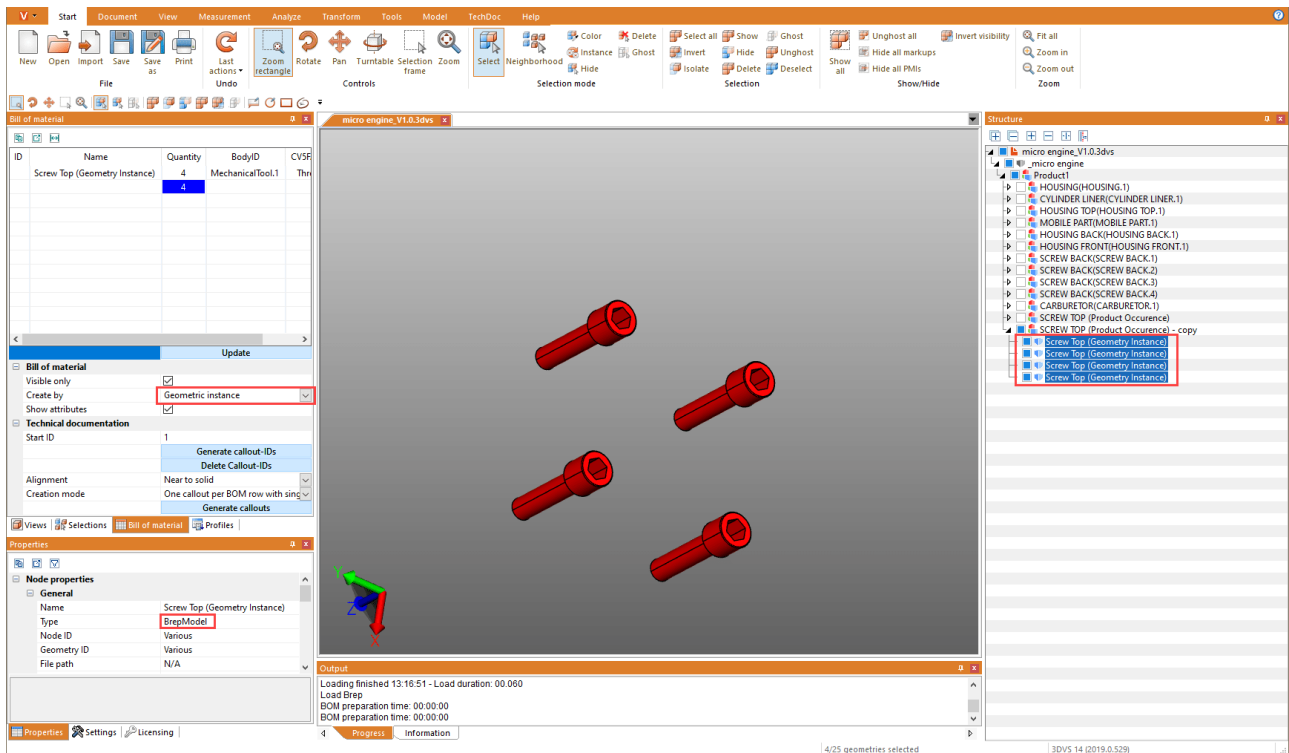 V Start Document View Measurement Analyze Transform Tools Model TechDoc Help
New Open Import Save Save as Print Last actions Zoom rectangle Rotate Pan Turntable Selection frame Zoom Select Neighborhood Color Delete Instance Ghost Hide Select all Show Ghost Invert Hide Unghost Isolate Delete Deselect Show all Unghost all Invert visibility Hide all markups Hide all PMIs Fit all Zoom in Zoom out
File Undo Controls Selection mode Selection Show/Hide Zoom
Bill of material
ID Name Quantity BodyID CV5F
Screw Top (Geometry Instance) 4 MechanicalTool.1 Thr
4
Update
Bill of material
Visible only
Create by Geometric instance
Show attributes
Technical documentation
Start ID 1
Generate callout-IDs
Delete Callout-IDs
Alignment Near to solid
Creation mode One callout per BOM row with sing
Generate callouts
Views Selections Bill of material Profiles
Properties
Node properties
General
Name Screw Top (Geometry Instance)
Type BrepModel
Node ID Various
Geometry ID Various
File path N/A
Properties Settings Licensing
micro engine_V1.0.3dvs
Y
Z
X
Output
Loading finished 13:16:51 - Load duration: 00.060
Load Brep
BOM preparation time: 00:00:00
BOM preparation time: 00:00:00
Progress Information
Structure
micro engine_V1.0.3dvs
_micro engine
Product1
HOUSING(HOUSING.1)
CYLINDER LINER(CYLINDER LINER.1)
HOUSING TOP(HOUSING TOP.1)
MOBILE PART(MOBILE PART.1)
HOUSING BACK(HOUSING BACK.1)
HOUSING FRONT(HOUSING FRONT.1)
SCREW BACK(SCREW BACK.1)
SCREW BACK(SCREW BACK.2)
SCREW BACK(SCREW BACK.3)
SCREW BACK(SCREW BACK.4)
CARBURETOR(CARBURETOR.1)
SCREW TOP (Product Occurence)
SCREW TOP (Product Occurence) - copy
Screw Top (Geometry Instance)
Screw Top (Geometry Instance)
Screw Top (Geometry Instance)
Screw Top (Geometry Instance)
4/25 geometries selected 3DVS 14 (2019.0.529)